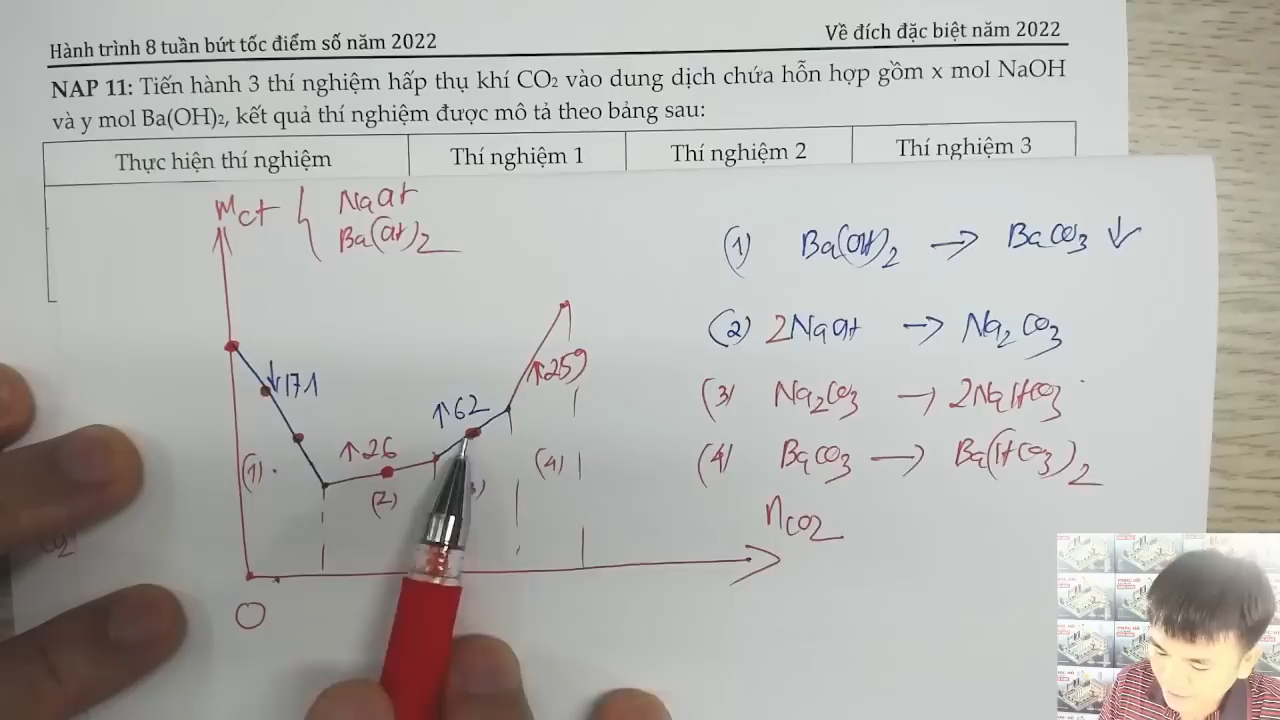 Hành trình 8 tuần bứt tốc điểm số năm 2022
Về đích đặc biệt năm 2022
NAP 11: Tiến hành 3 thí nghiệm hấp thụ khí CO₂ vào dung dịch chứa hỗn hợp gồm x mol NaOH
và y mol Ba(OH)₂, kết quả thí nghiệm được mô tả theo bảng sau:
Thực hiện thí nghiệm
Thí nghiệm 1
Thí nghiệm 2
Thí nghiệm 3
mct { NaOH
Ba(OH)₂
(1) Ba(OH)₂ → BaCO₃ ↓
(2) 2NaOH → Na₂CO₃
(3) Na₂CO₃ → 2NaHCO₃
(4) BaCO₃ → Ba(HCO₃)₂
↓171
↑26
↑62
↑259
(1)
(2)
(4)
nCO₂
O